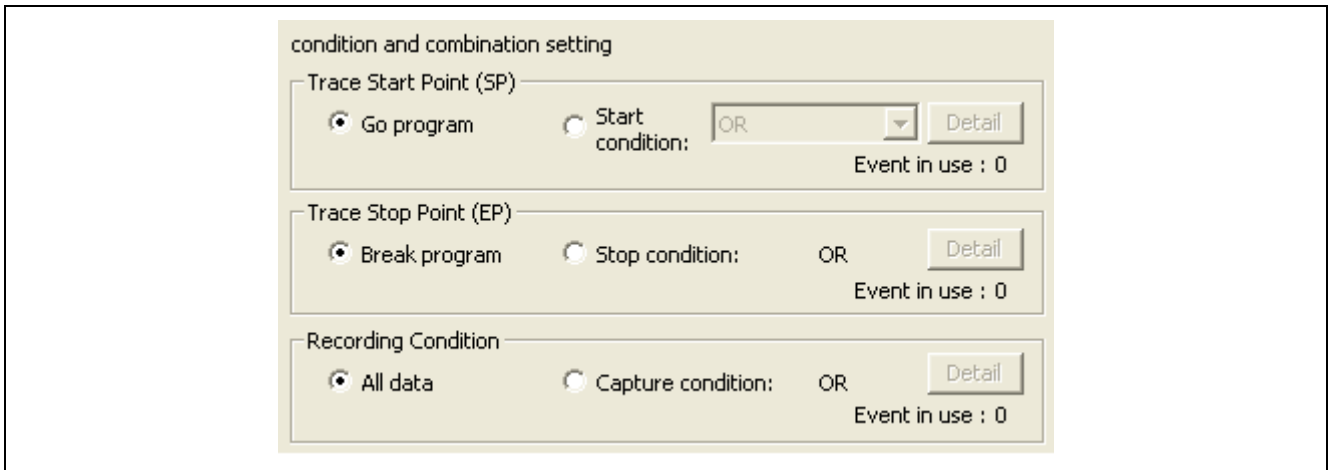 condition and combination setting
Trace Start Point (SP)
Go program
Start
condition:
OR
Detail
Event in use : 0
Trace Stop Point (EP)
Break program
Stop condition:
OR
Detail
Event in use : 0
Recording Condition
All data
Capture condition:
OR
Detail
Event in use : 0